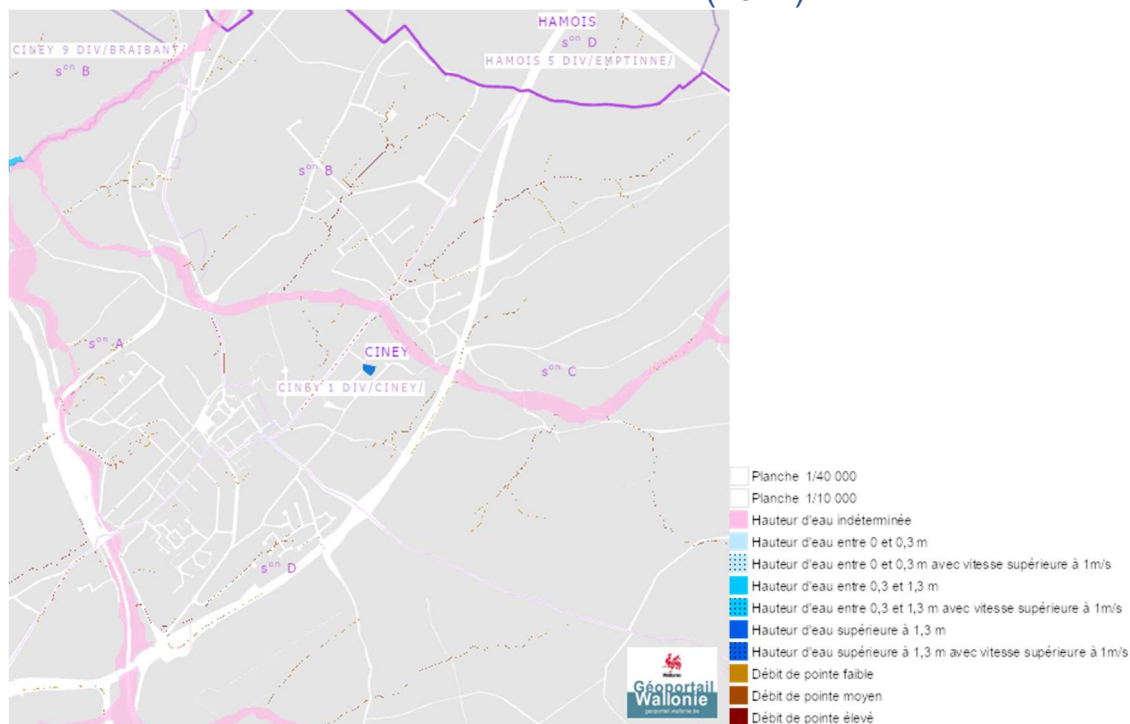 HAMOIS
sᵒⁿ D
HAMOIS 5 DIV/EMPTINNE/
CINEY 9 DIV/BRAIBANT/
sᵒⁿ B
sᵒⁿ B
sᵒⁿ A
CINEY
CINEY 1 DIV/CINEY/
sᵒⁿ C
sᵒⁿ D
Wallonie
Géoportail
Wallonie
geoportail.wallonie.be
Planche 1/40 000
Planche 1/10 000
Hauteur d'eau indéterminée
Hauteur d'eau entre 0 et 0,3 m
Hauteur d'eau entre 0 et 0,3 m avec vitesse supérieure à 1m/s
Hauteur d'eau entre 0,3 et 1,3 m
Hauteur d'eau entre 0,3 et 1,3 m avec vitesse supérieure à 1m/s
Hauteur d'eau supérieure à 1,3 m
Hauteur d'eau supérieure à 1,3 m avec vitesse supérieure à 1m/s
Débit de pointe faible
Débit de pointe moyen
Débit de pointe élevé